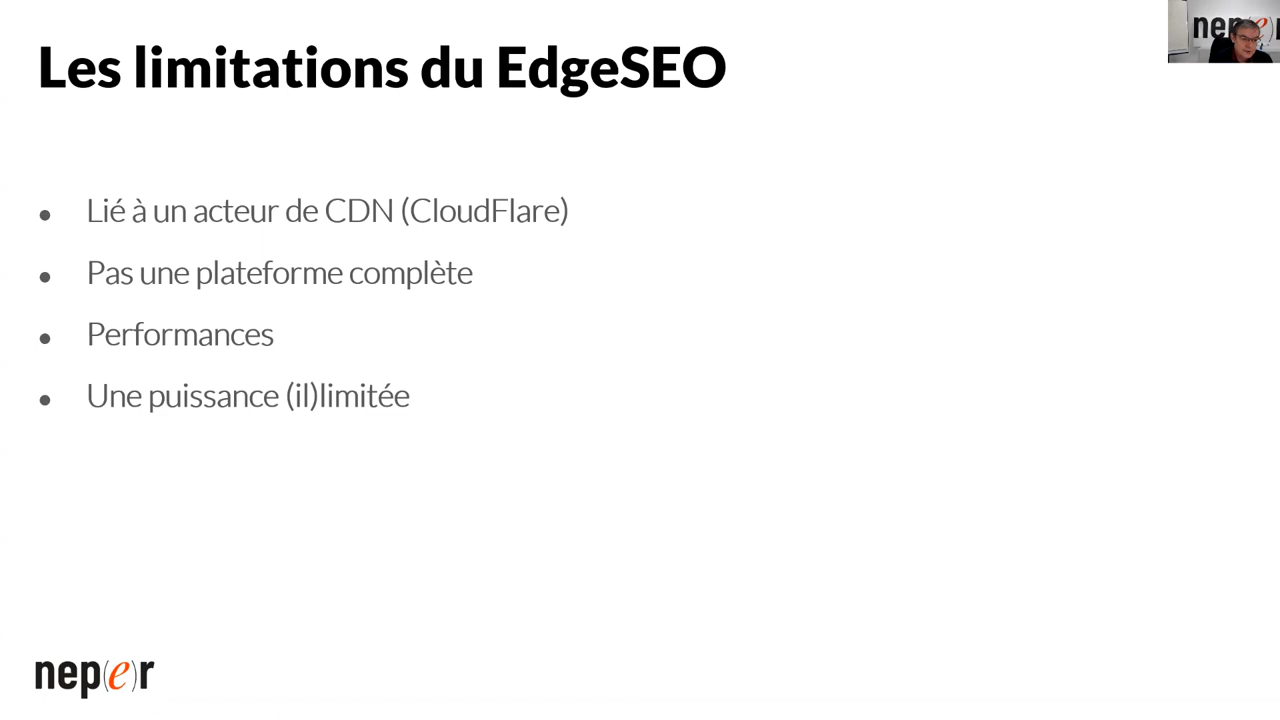 Les limitations du EdgeSEO
nep(e)r
● Lié à un acteur de CDN (CloudFlare)
● Pas une plateforme complète
● Performances
● Une puissance (il)limitée
nep(e)r